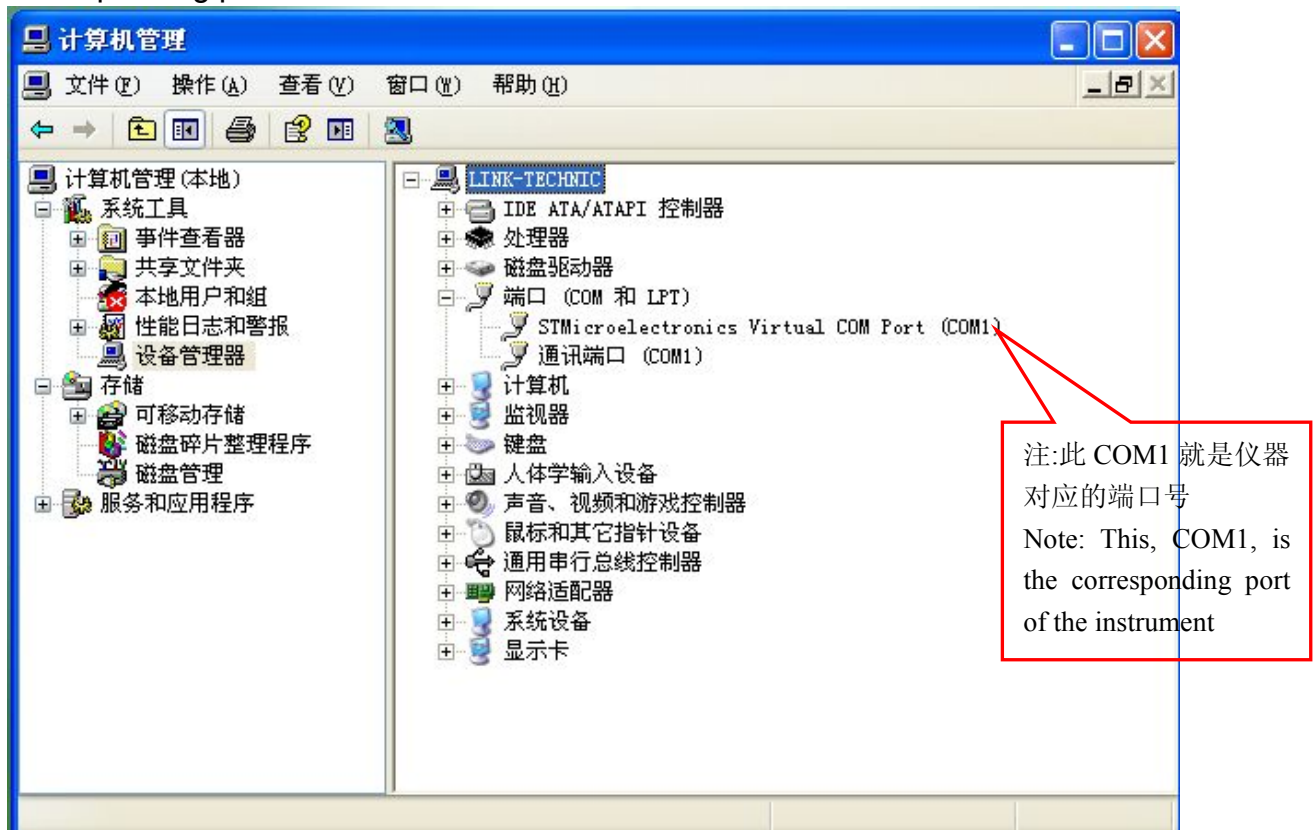 计算机管理
文件(F) 操作(A) 查看(V) 窗口(W) 帮助(H)
计算机管理(本地)
系统工具
事件查看器
共享文件夹
本地用户和组
性能日志和警报
设备管理器
存储
可移动存储
磁盘碎片整理程序
磁盘管理
服务和应用程序
LINK-TECHNIC
IDE ATA/ATAPI 控制器
处理器
磁盘驱动器
端口 (COM 和 LPT)
STMicroelectronics Virtual COM Port (COM1)
通讯端口 (COM1)
计算机
监视器
键盘
人体学输入设备
声音、视频和游戏控制器
鼠标和其它指针设备
通用串行总线控制器
网络适配器
系统设备
显示卡
注:此 COM1 就是仪器
对应的端口号
Note: This, COM1, is
the corresponding port
of the instrument